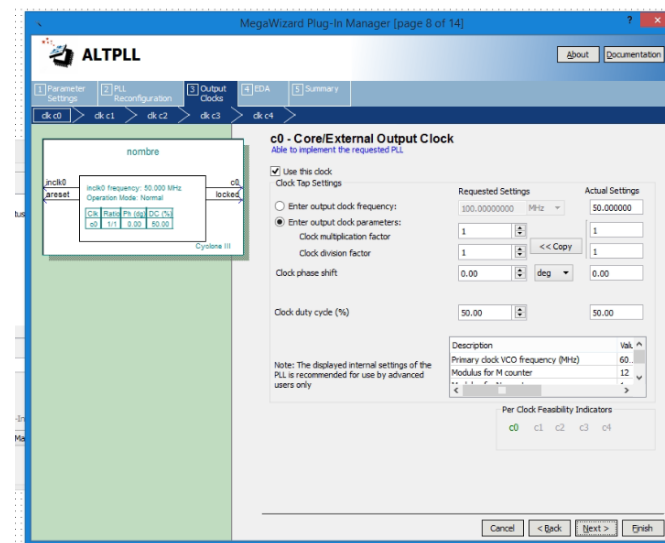 MegaWizard Plug-In Manager [page 8 of 14]
?
ALTPLL
About
Documentation
1 Parameter Settings
2 PLL Reconfiguration
3 Output Clocks
4 EDA
5 Summary
clk c0
clk c1
clk c2
clk c3
clk c4
nombre
inclk0
areset
c0
locked
inclk0 frequency: 50.000 MHz
Operation Mode: Normal
Clk Ratio Ph (dg) DC (%)
c0 1/1 0.00 50.00
Cyclone III
c0 - Core/External Output Clock
Able to implement the requested PLL
Use this clock
Clock Tap Settings
Requested Settings Actual Settings
Enter output clock frequency: 100.00000000 MHz 50.000000
Enter output clock parameters:
Clock multiplication factor 1 1
<< Copy
Clock division factor 1 1
Clock phase shift 0.00 deg 0.00
Clock duty cycle (%) 50.00 50.00
Note: The displayed internal settings of the
PLL is recommended for use by advanced
users only
Description
Primary clock VCO frequency (MHz) 60..
Modulus for M counter 12
Per Clock Feasibility Indicators
c0 c1 c2 c3 c4
Cancel
< Back
Next >
Finish